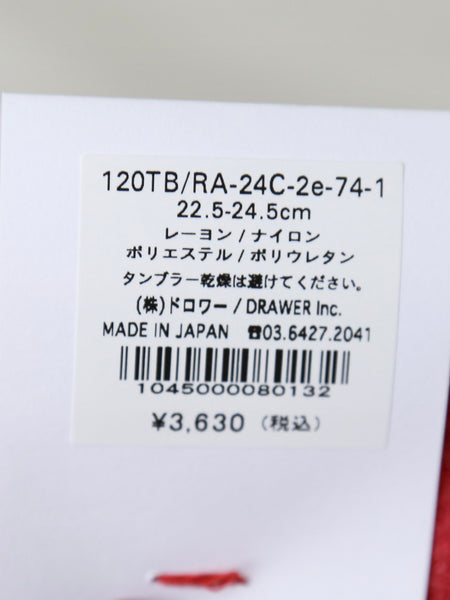 120TB/RA-24C-2e-74-1
22.5-24.5cm
レーヨン/ナイロン
ポリエステル/ポリウレタン
タンブラー乾燥は避けてください。
(株)ドロワー/DRAWER Inc.
MADE IN JAPAN ☎03.6427.2041
1045000080132
¥3,630 (税込)